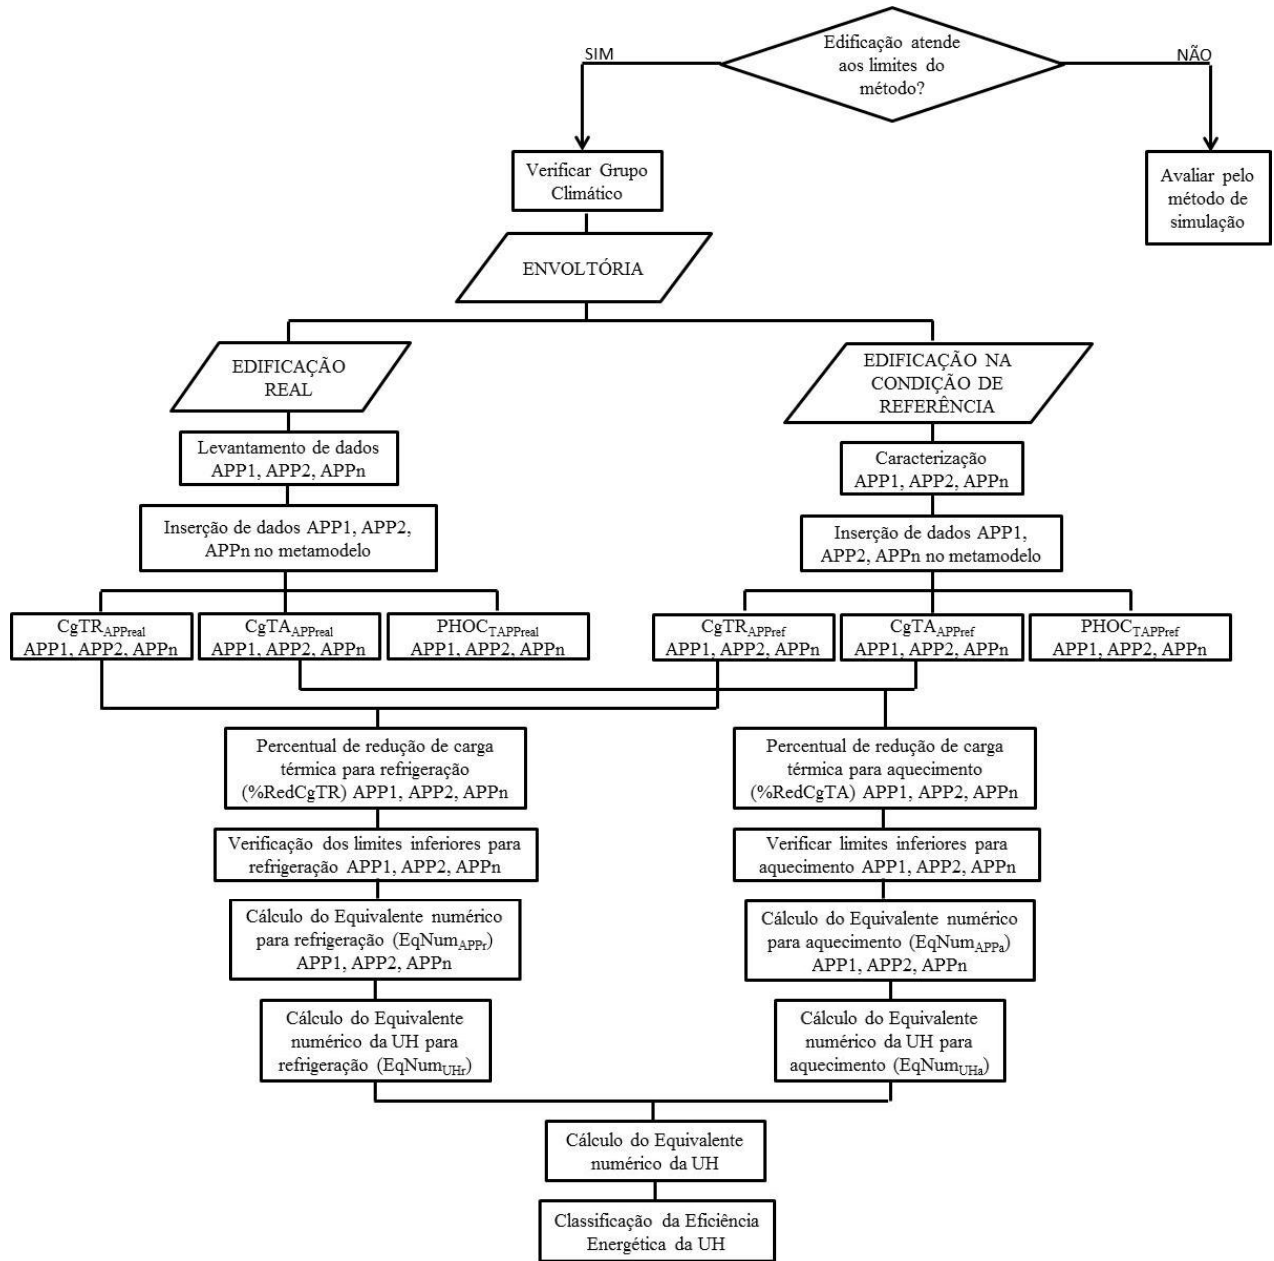 Edificação atende
aos limites do
método?
SIM
NÃO
Verificar Grupo
Climático
Avaliar pelo
método de
simulação
ENVOLTÓRIA
EDIFICAÇÃO
REAL
EDIFICAÇÃO NA
CONDIÇÃO DE
REFERÊNCIA
Levantamento de dados
APP1, APP2, APPn
Caracterização
APP1, APP2, APPn
Inserção de dados APP1, APP2,
APPn no metamodelo
Inserção de dados APP1,
APP2, APPn no metamodelo
CgTRAPPreal
APP1, APP2, APPn
CgTAAPPreal
APP1, APP2, APPn
PHOCTAPPreal
APP1, APP2, APPn
CgTRAPPref
APP1, APP2, APPn
CgTAAPPref
APP1, APP2, APPn
PHOCTAPPref
APP1, APP2, APPn
Percentual de redução de carga
térmica para refrigeração
(%RedCgTR) APP1, APP2, APPn
Percentual de redução de carga
térmica para aquecimento
(%RedCgTA) APP1, APP2, APPn
Verificação dos limites inferiores para
refrigeração APP1, APP2, APPn
Verificar limites inferiores para
aquecimento APP1, APP2, APPn
Cálculo do Equivalente numérico
para refrigeração (EqNumAPPr)
APP1, APP2, APPn
Cálculo do Equivalente numérico
para aquecimento (EqNumAPPa)
APP1, APP2, APPn
Cálculo do Equivalente
numérico da UH para
refrigeração (EqNumUHr)
Cálculo do Equivalente
numérico da UH para
aquecimento (EqNumUHa)
Cálculo do Equivalente
numérico da UH
Classificação da Eficiência
Energética da UH